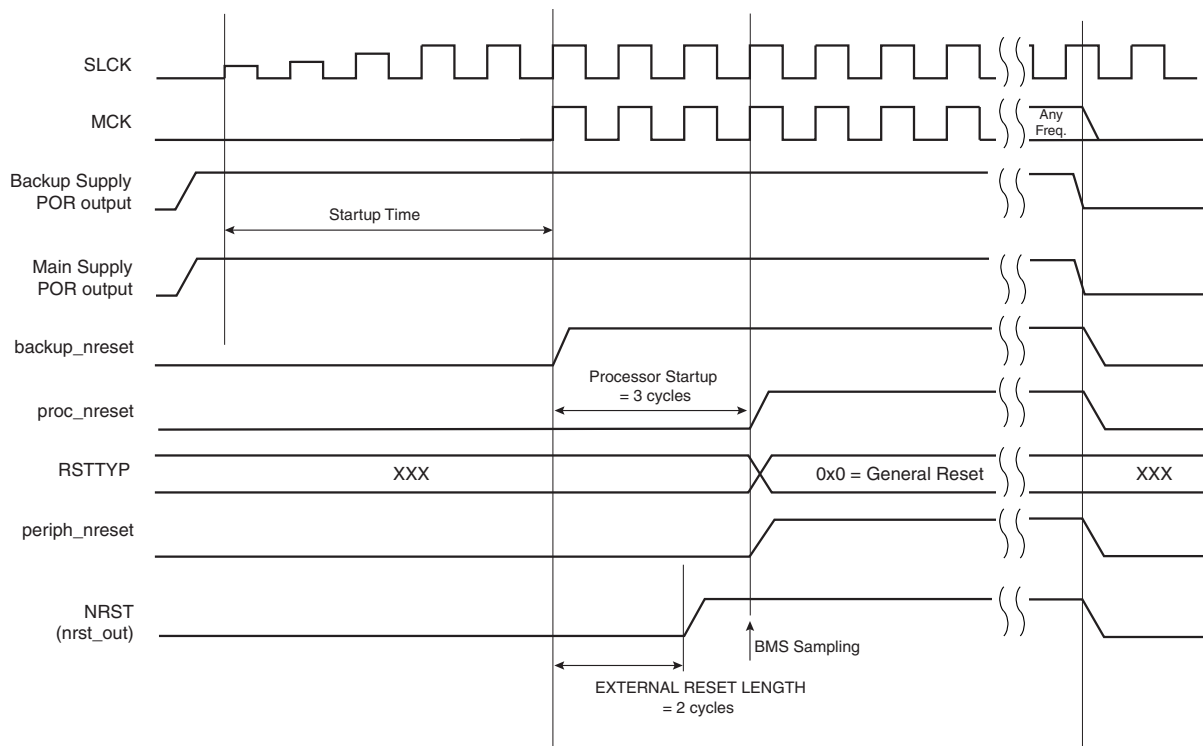 SLCK
MCK
Any
Freq.
Backup Supply
POR output
Startup Time
Main Supply
POR output
backup_nreset
Processor Startup
= 3 cycles
proc_nreset
RSTTYP
XXX
0x0 = General Reset
XXX
periph_nreset
NRST
(nrst_out)
BMS Sampling
EXTERNAL RESET LENGTH
= 2 cycles